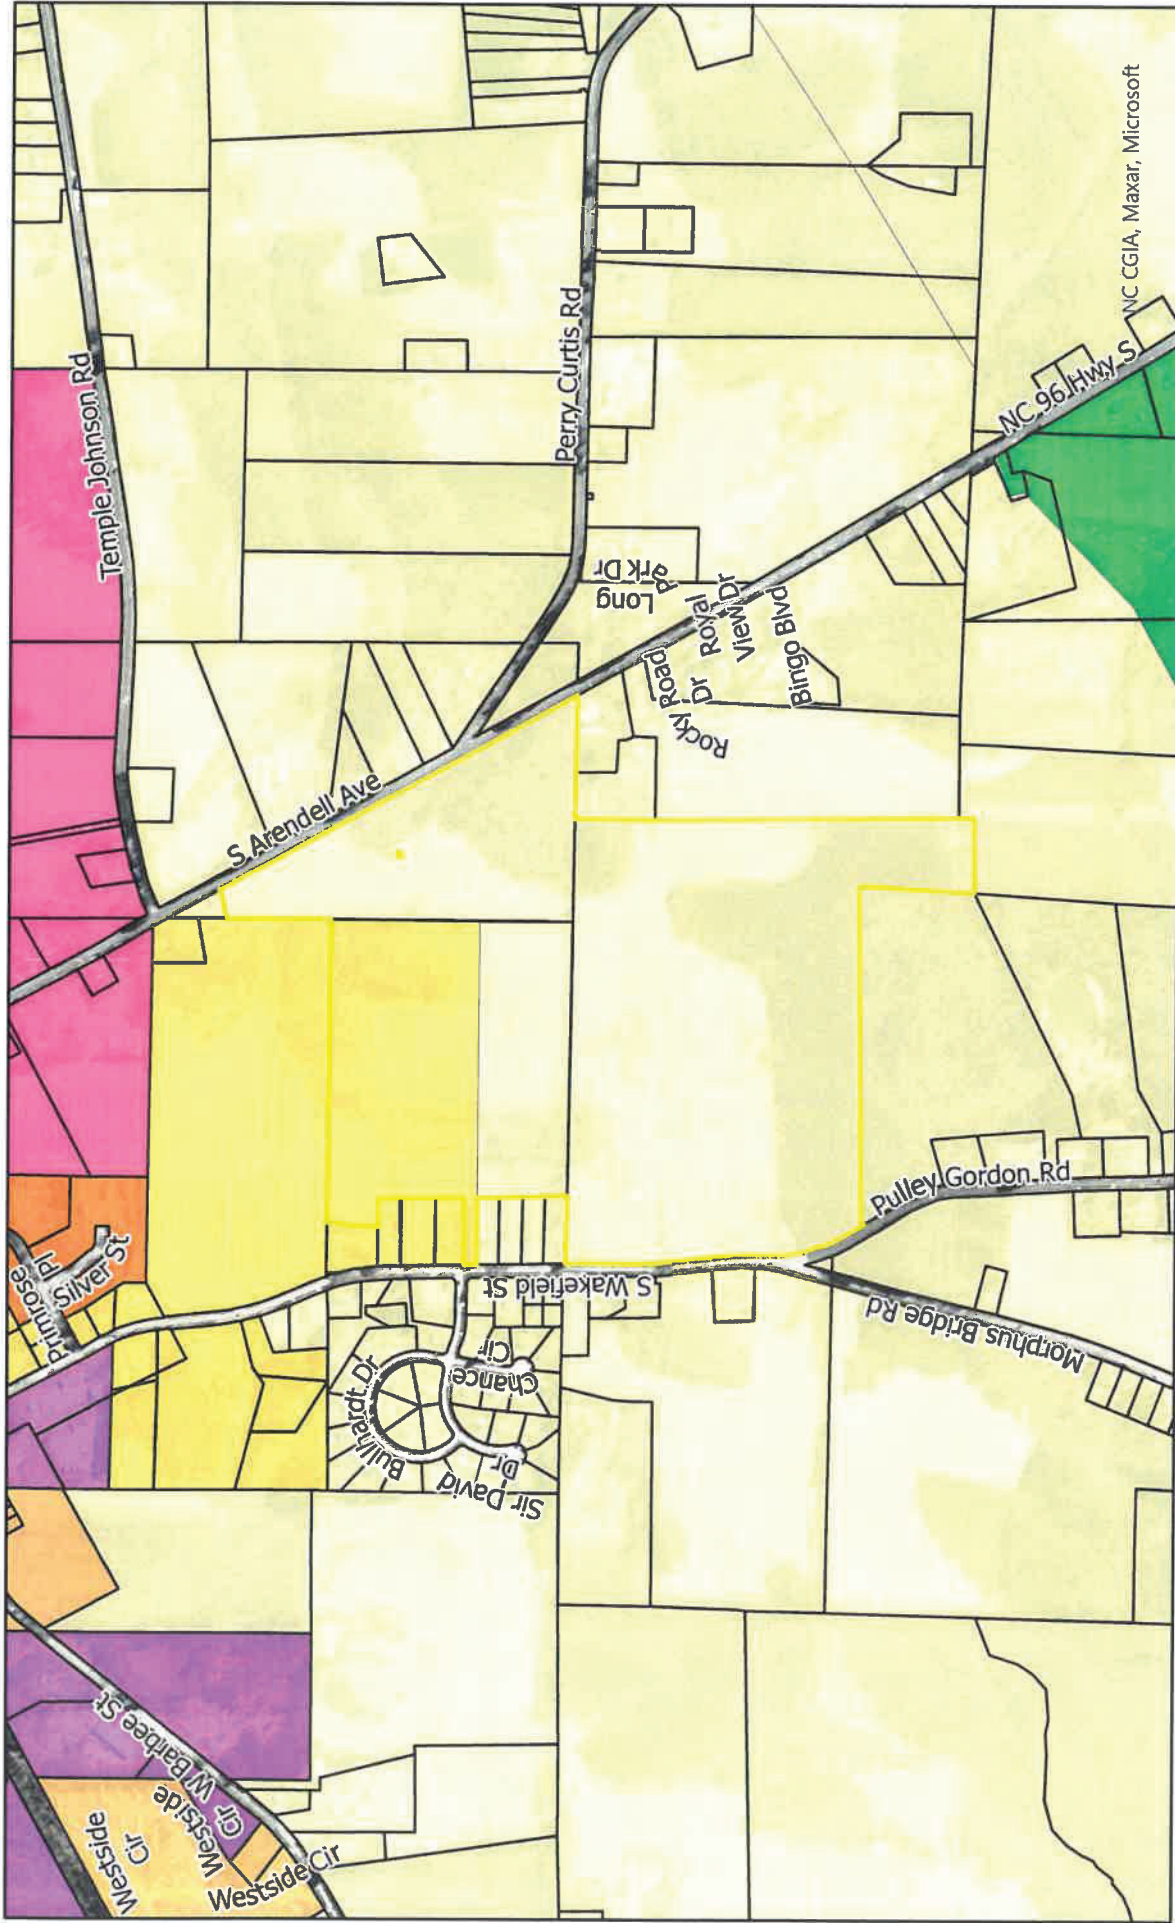 Temple Johnson Rd
Perry Curtis Rd
NC CGIA, Maxar, Microsoft
NC 96 Hwy S
Long
Park Dr
Royal
View Dr
Bingo Blvd
Rocky Road
Dr
S Arendell Ave
Pulley Gordon Rd
Primrose
Pl
Silver St
S Wakefield St
Morphus Bridge Rd
Chance
Cir
Bullhardt Dr
Sir David
Dr
W Barbee St
Westside
Cir
Westside
Cir
Westside Cir